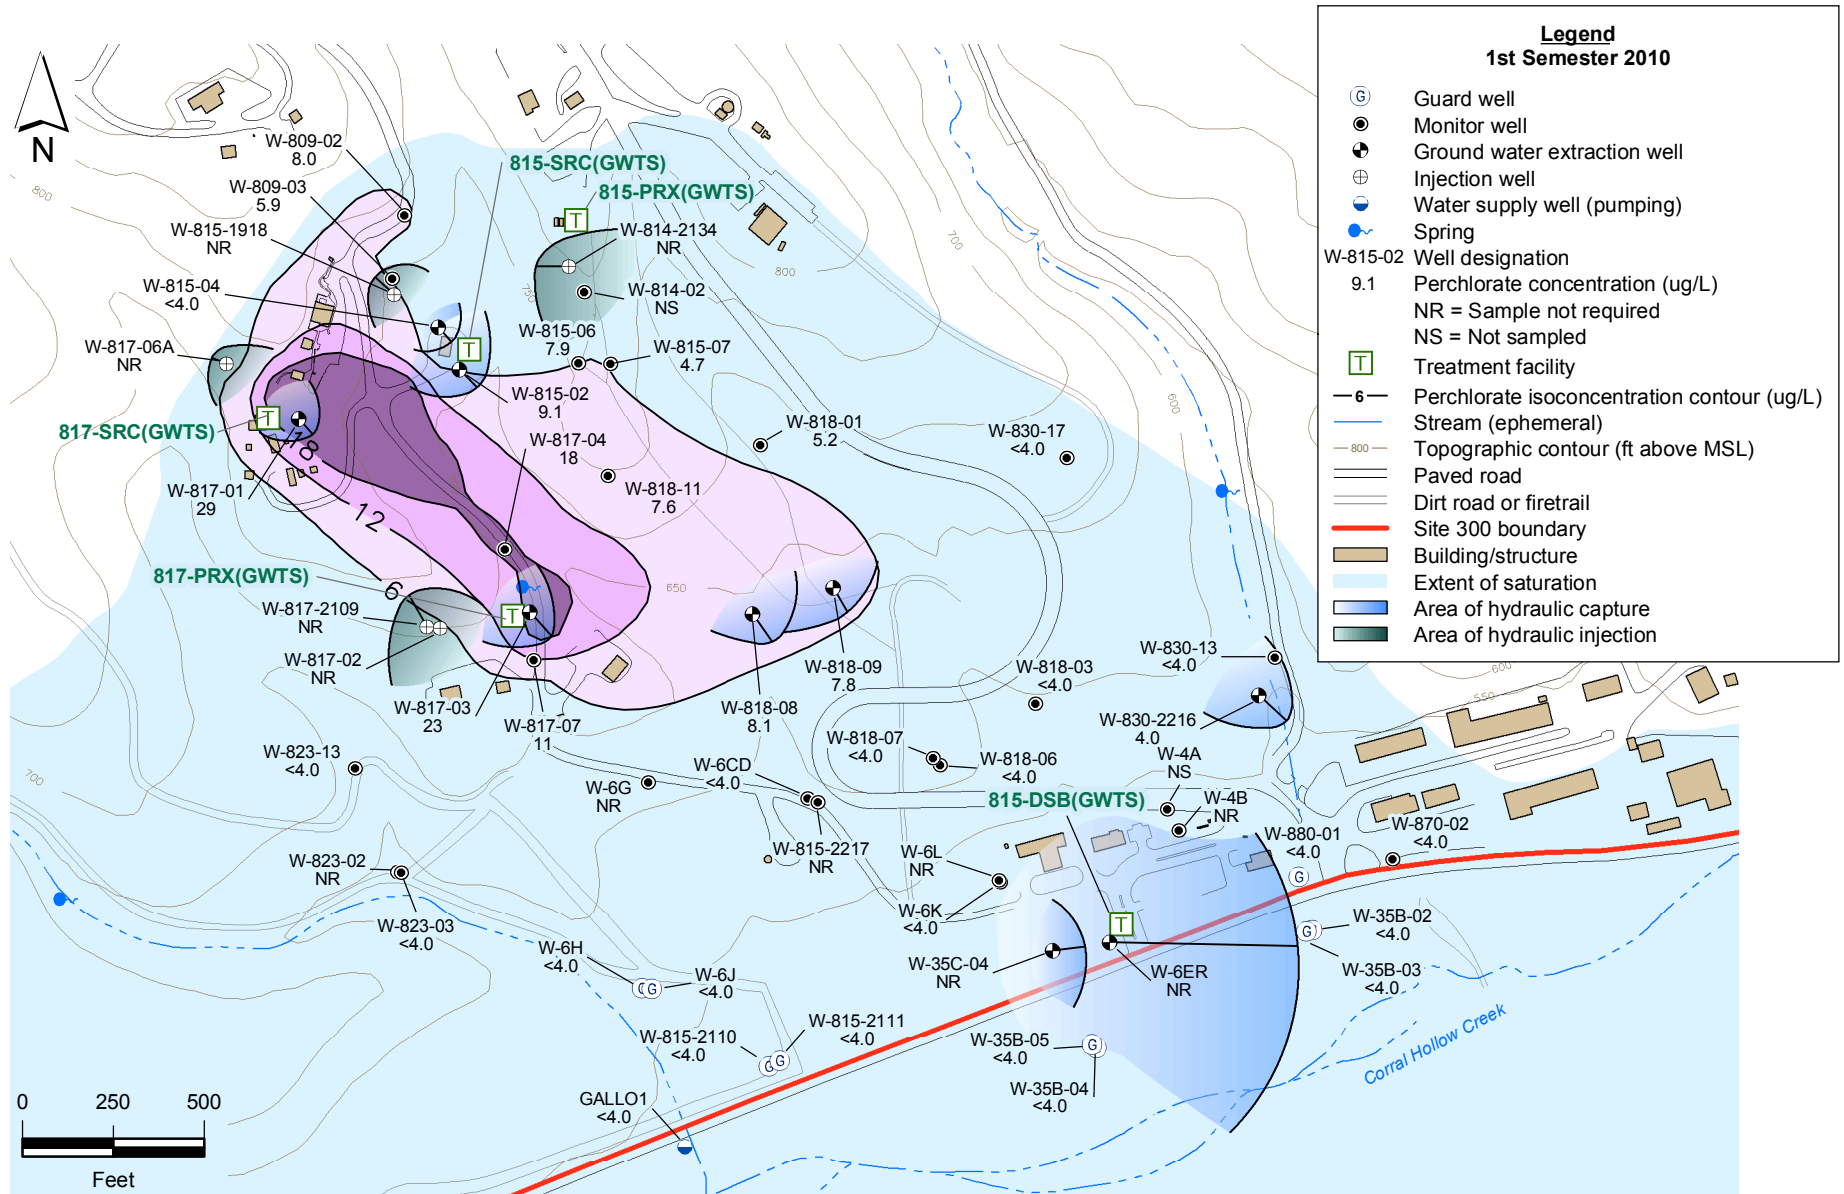 Legend
1st Semester 2010
G
Guard well
Monitor well
Ground water extraction well
Injection well
Water supply well (pumping)
Spring
W-815-02 Well designation
9.1 Perchlorate concentration (ug/L)
NR = Sample not required
NS = Not sampled
T Treatment facility
6 Perchlorate isoconcentration contour (ug/L)
Stream (ephemeral)
800 Topographic contour (ft above MSL)
Paved road
Dirt road or firetrail
Site 300 boundary
Building/structure
Extent of saturation
Area of hydraulic capture
Area of hydraulic injection
N
W-809-02
8.0
W-809-03
5.9
W-815-1918
NR
W-815-04
<4.0
W-817-06A
NR
817-SRC(GWTS)
T
W-817-01
29
815-SRC(GWTS)
815-PRX(GWTS)
T
W-814-2134
NR
W-814-02
NS
W-815-06
7.9
W-815-07
4.7
T
W-815-02
9.1
W-817-04
18
W-818-01
5.2
W-818-11
7.6
W-830-17
<4.0
800
750
800
700
600
650
700
600
550
18
12
6
817-PRX(GWTS)
T
W-817-2109
NR
W-817-02
NR
W-817-03
23
W-817-07
11
W-818-08
8.1
W-818-09
7.8
W-818-03
<4.0
W-830-13
<4.0
W-830-2216
4.0
W-818-07
<4.0
W-818-06
<4.0
W-4A
NS
W-4B
NR
815-DSB(GWTS)
T
W-823-13
<4.0
W-6G
NR
W-6CD
<4.0
W-815-2217
NR
W-823-02
NR
W-823-03
<4.0
W-6L
NR
W-6K
<4.0
W-880-01
<4.0
G
W-870-02
<4.0
W-35B-02
<4.0
G
W-35B-03
<4.0
W-6H
<4.0
G
W-6J
<4.0
W-35C-04
NR
W-6ER
NR
W-815-2110
<4.0
G
G
W-815-2111
<4.0
W-35B-05
<4.0
G
W-35B-04
<4.0
GALLO1
<4.0
Corral Hollow Creek
0 250 500
Feet